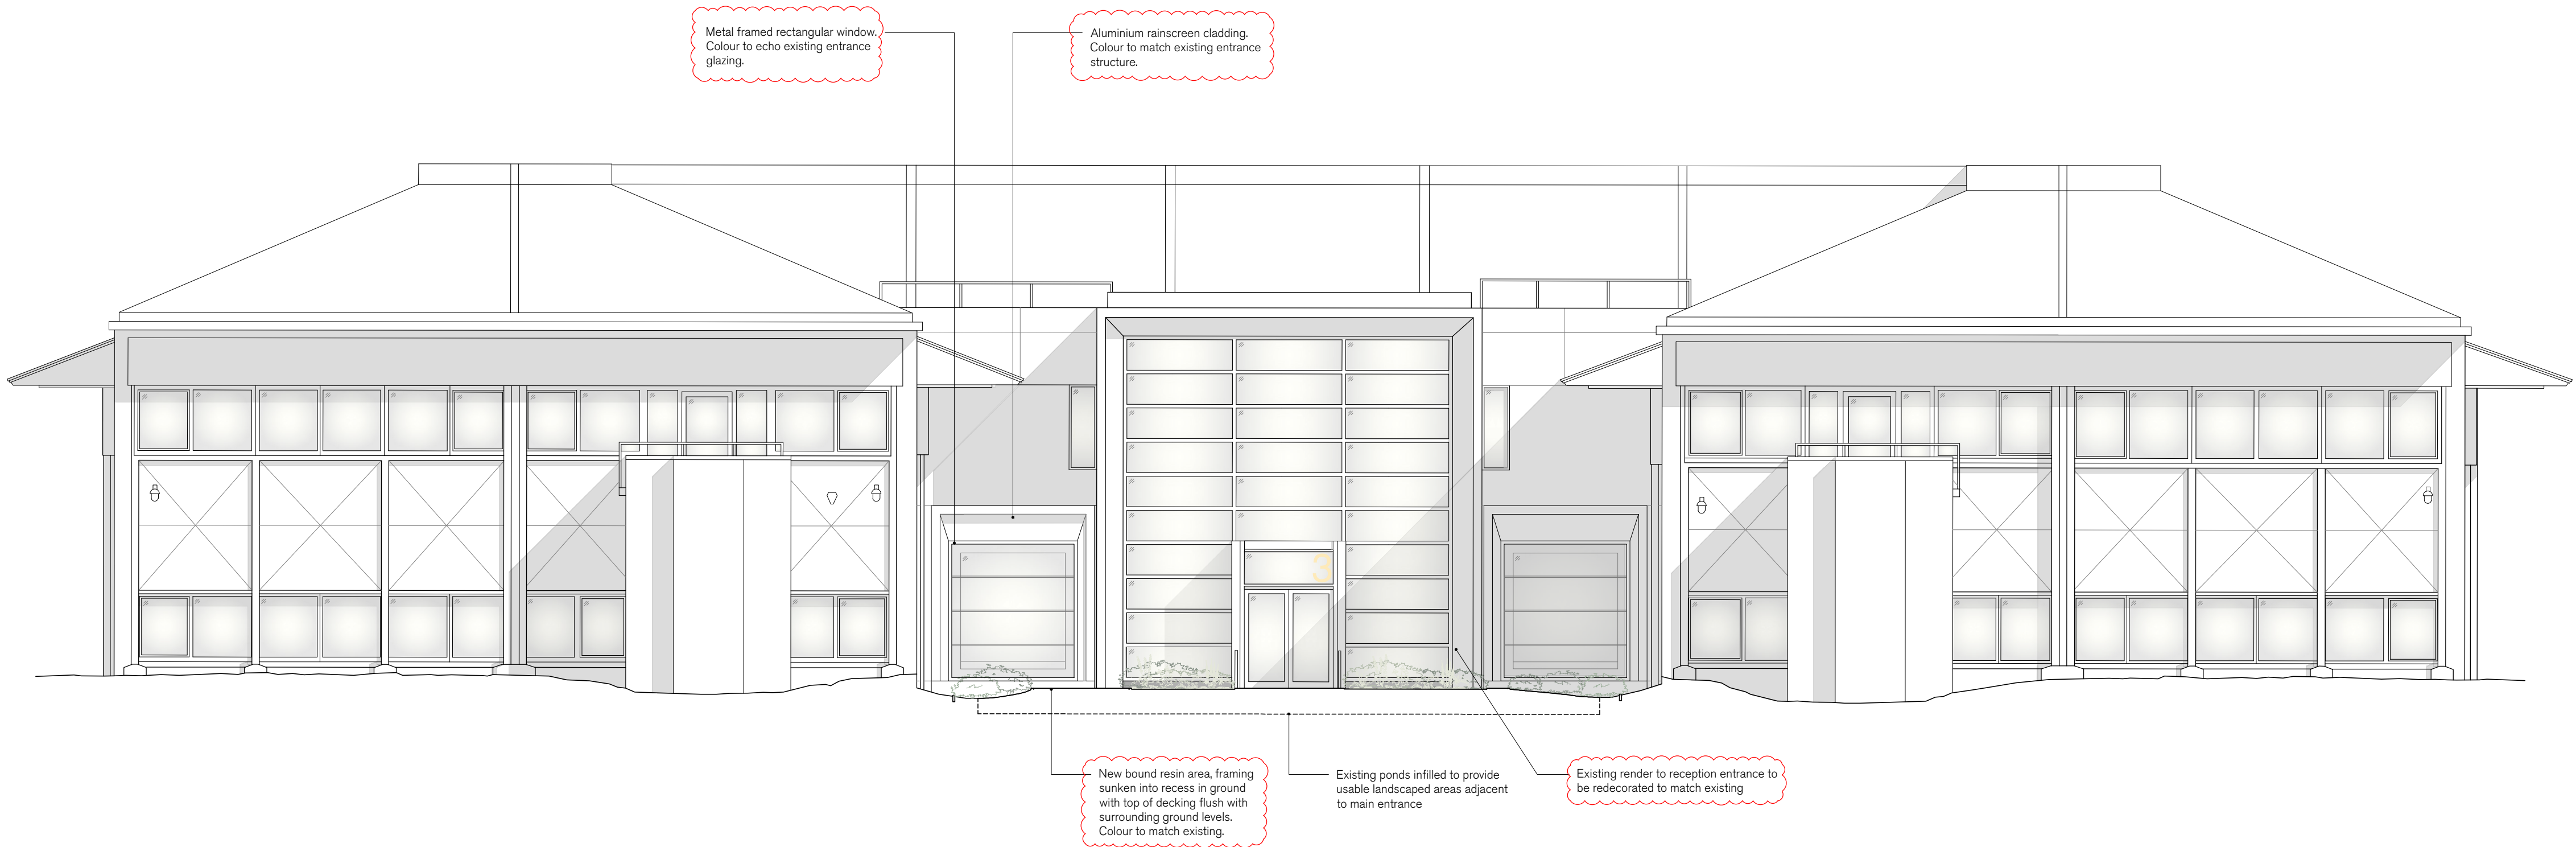 Metal framed rectangular window.
Colour to echo existing entrance
glazing.
Aluminium rainscreen cladding.
Colour to match existing entrance
structure.
3
New bound resin area, framing
sunken into recess in ground
with top of decking flush with
surrounding ground levels.
Colour to match existing.
Existing ponds infilled to provide
usable landscaped areas adjacent
to main entrance
Existing render to reception entrance to
be redecorated to match existing